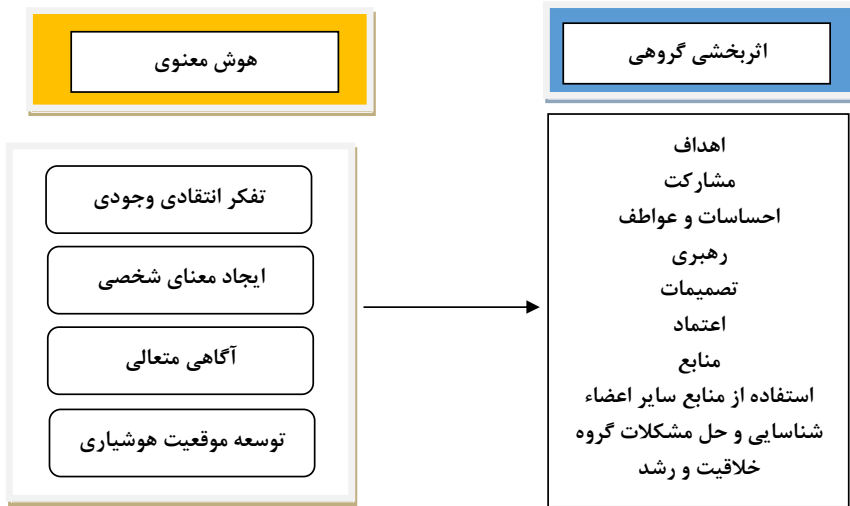 اثربخشی گروهی
هوش معنوی
اهداف
مشارکت
احساسات و عواطف
رهبری
تصمیمات
اعتماد
منابع
استفاده از منابع سایر اعضاء
شناسایی و حل مشکلات گروه
خلاقیت و رشد
تفکر انتقادی وجودی
ایجاد معنای شخصی
آگاهی متعالی
توسعه موقعیت هوشیاری